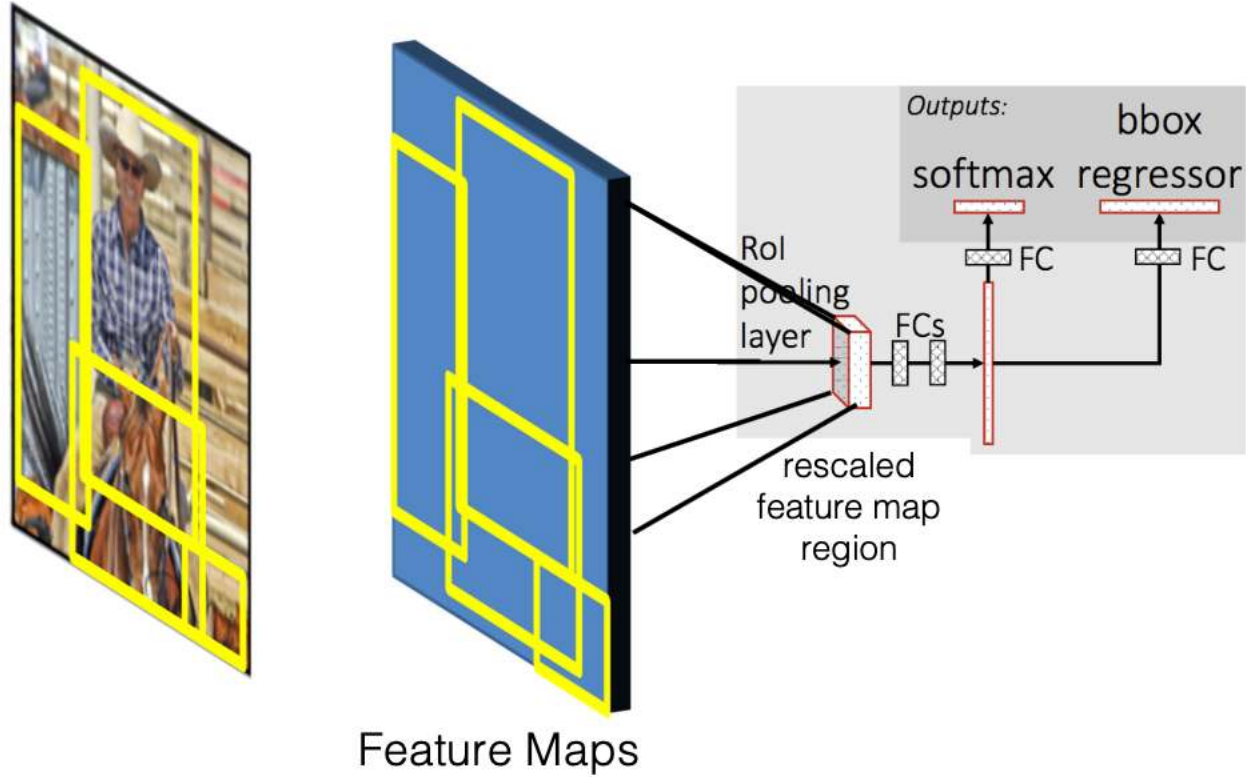 Outputs:
bbox
softmax regressor
RoI
pooling
layer
FCs
FC
FC
rescaled
feature map
region
Feature Maps